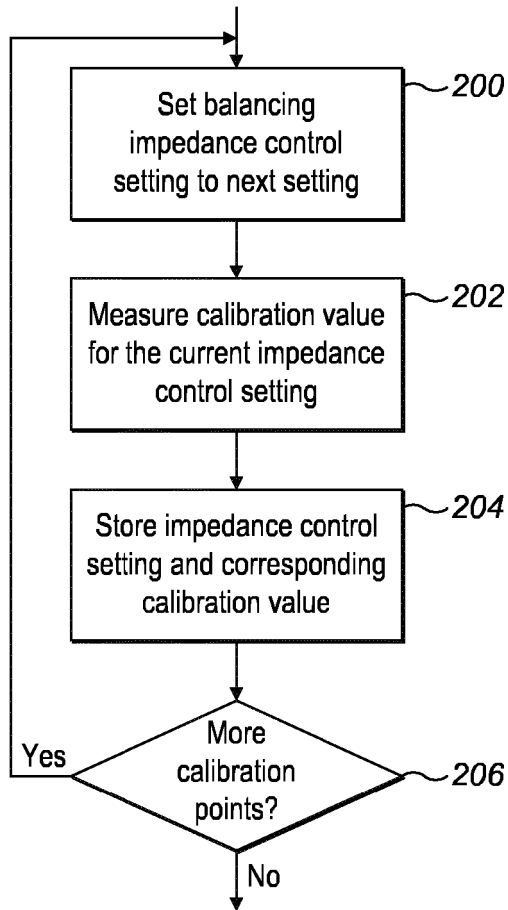 Set balancing
impedance control
setting to next setting
200
Measure calibration value
for the current impedance
control setting
202
Store impedance control
setting and corresponding
calibration value
204
More
calibration
points?
206
Yes
No